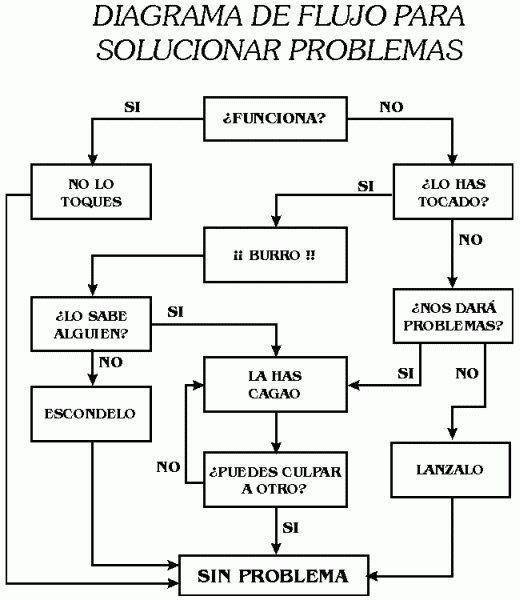 DIAGRAMA DE FLUJO PARA
SOLUCIONAR PROBLEMAS
SI
¿FUNCIONA?
NO
NO LO
TOQUES
SI
¿LO HAS
TOCADO?
¡¡ BURRO !!
NO
¿LO SABE
ALGUIEN?
SI
¿NOS DARÁ
PROBLEMAS?
NO
LA HAS
CAGAO
SI
NO
ESCONDELO
NO
¿PUEDES CULPAR
A OTRO?
LANZALO
SI
SIN PROBLEMA